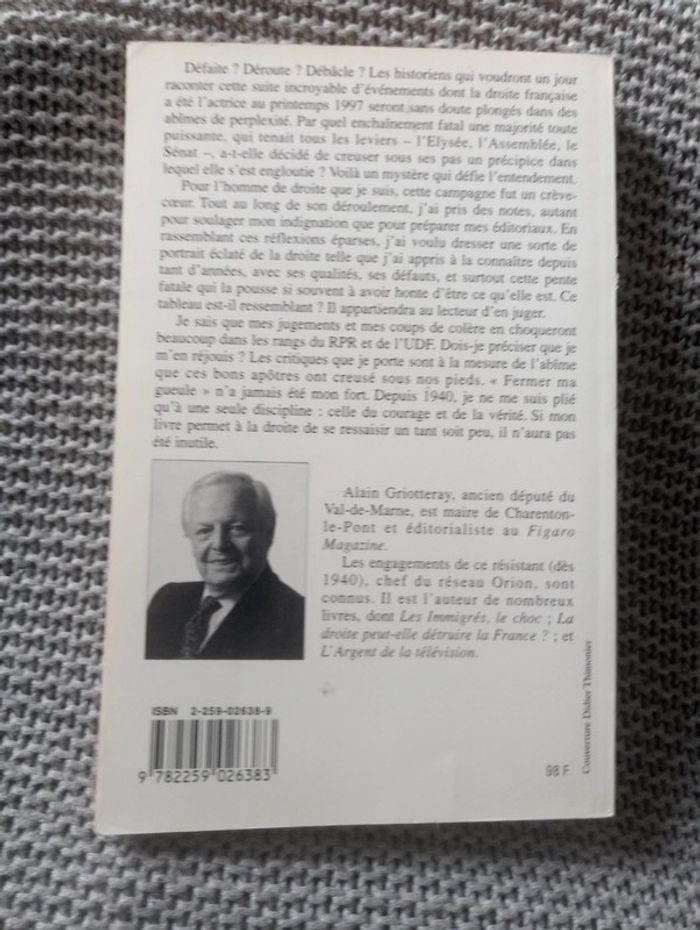 Défaite ? Déroute ? Débâcle ? Les historiens qui voudront un jour
raconter cette suite incroyable d'événements dont la droite française
a été l'actrice au printemps 1997 seront sans doute plongés dans des
abîmes de perplexité. Par quel enchaînement fatal une majorité toute
puissante, qui tenait tous les leviers – l'Elysée, l'Assemblée, le
Sénat –, a-t-elle décidé de creuser sous ses pas un précipice dans
lequel elle s'est engloutie ? Voilà un mystère qui défie l'entendement.
Pour l'homme de droite que je suis, cette campagne fut un crève-
cœur. Tout au long de son déroulement, j'ai pris des notes, autant
pour soulager mon indignation que pour préparer mes éditoriaux. En
rassemblant ces réflexions éparses, j'ai voulu dresser une sorte de
portrait éclaté de la droite telle que j'ai appris à la connaître depuis
tant d'années, avec ses qualités, ses défauts, et surtout cette pente
fatale qui la pousse si souvent à avoir honte d'être ce qu'elle est. Ce
tableau est-il ressemblant ? Il appartiendra au lecteur d'en juger.
Je sais que mes jugements et mes coups de colère en choqueront
beaucoup dans les rangs du RPR et de l'UDF. Dois-je préciser que je
m'en réjouis ? Les critiques que je porte sont à la mesure de l'abîme
que ces bons apôtres ont creusé sous nos pieds. « Fermer ma
gueule » n'a jamais été mon fort. Depuis 1940, je ne me suis plié
qu'à une seule discipline : celle du courage et de la vérité. Si mon
livre permet à la droite de se ressaisir un tant soit peu, il n'aura pas
été inutile.
Alain Griotteray, ancien député du
Val-de-Marne, est maire de Charenton-
le-Pont et éditorialiste au Figaro
Magazine.
Les engagements de ce résistant (dès
1940), chef du réseau Orion, sont
connus. Il est l'auteur de nombreux
livres, dont Les Immigrés, le choc ; La
droite peut-elle détruire la France ? ; et
L'Argent de la télévision.
ISBN 2-259-02638-9
9 782259 026383
98 F
Couverture Didier Thimonier